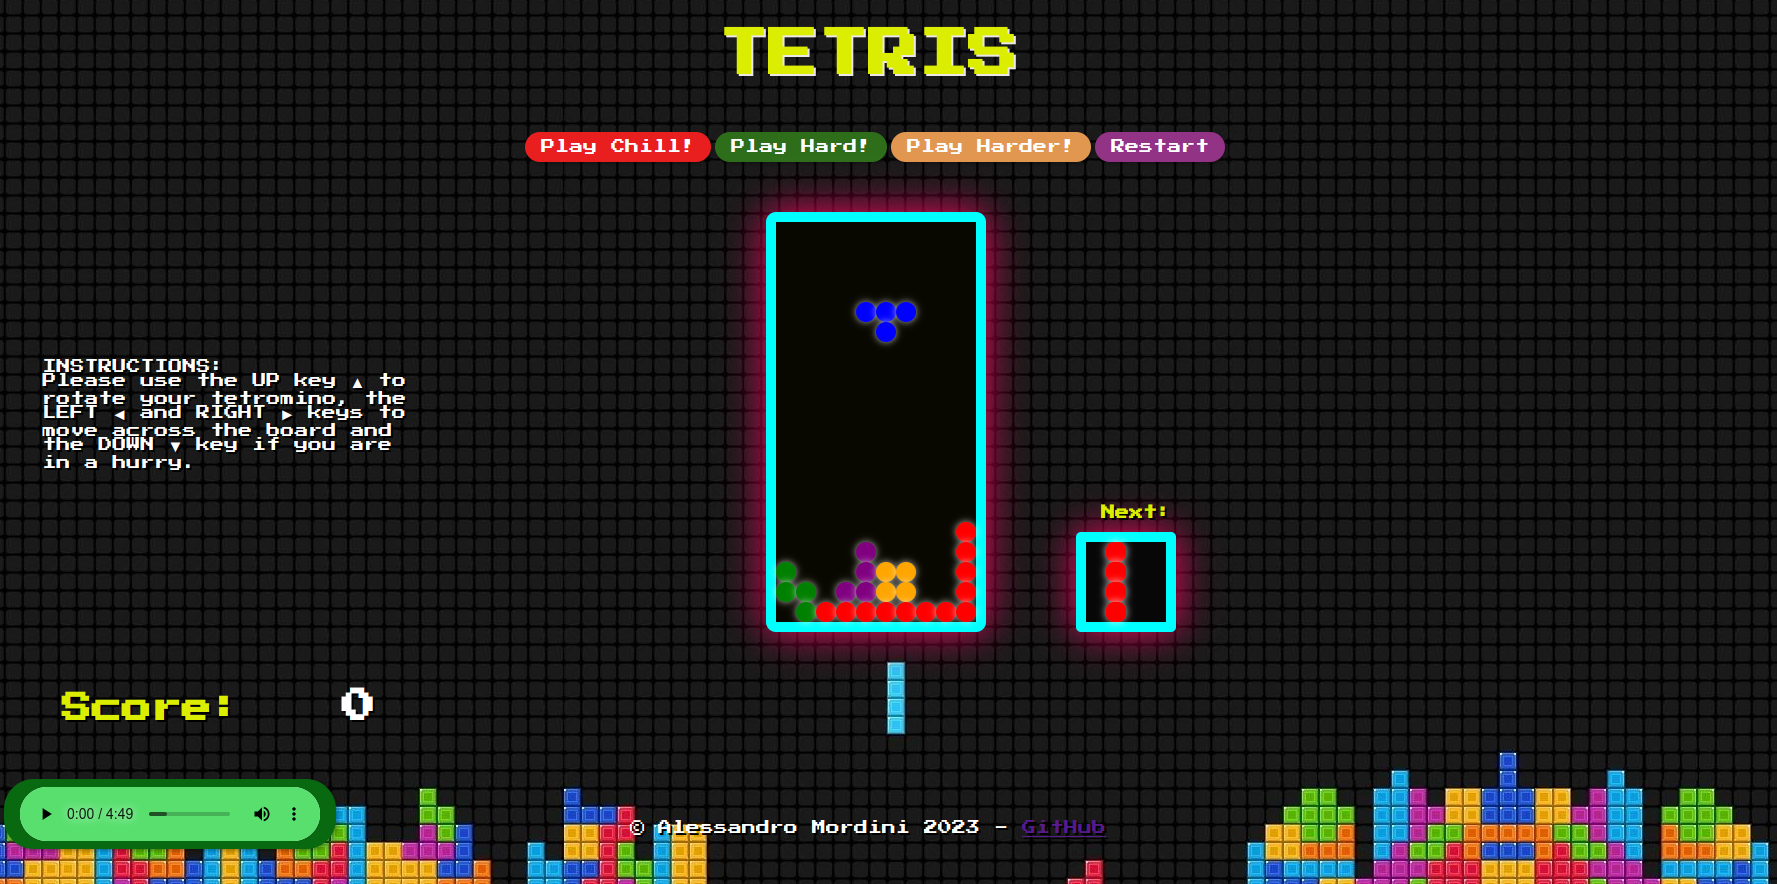 TETRIS
Play Chill! Play Hard! Play Harder! Restart
INSTRUCTIONS:
Please use the UP key ▲ to
rotate your tetromino, the
LEFT ◀ and RIGHT ▶ keys to
move across the board and
the DOWN ▼ key if you are
in a hurry.
Next:
Score: 0
0:00 / 4:49
© Alessandro Mordini 2023 - GitHub